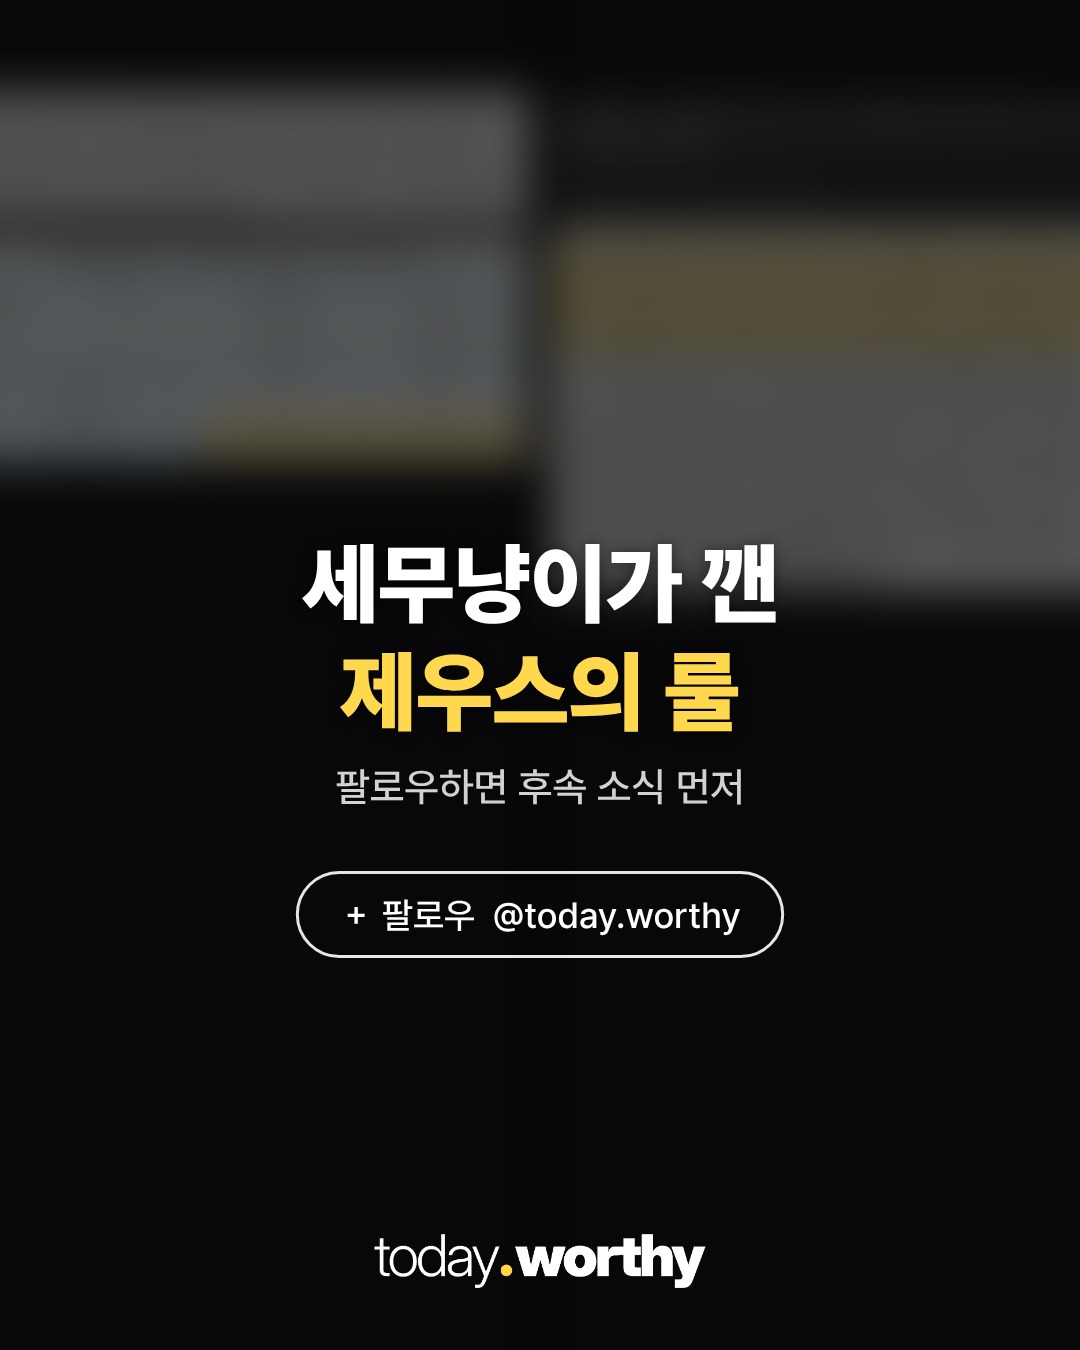 세무냥이가 깬
제우스의 룰
팔로우하면 후속 소식 먼저
+ 팔로우 @today.worthy
today.worthy